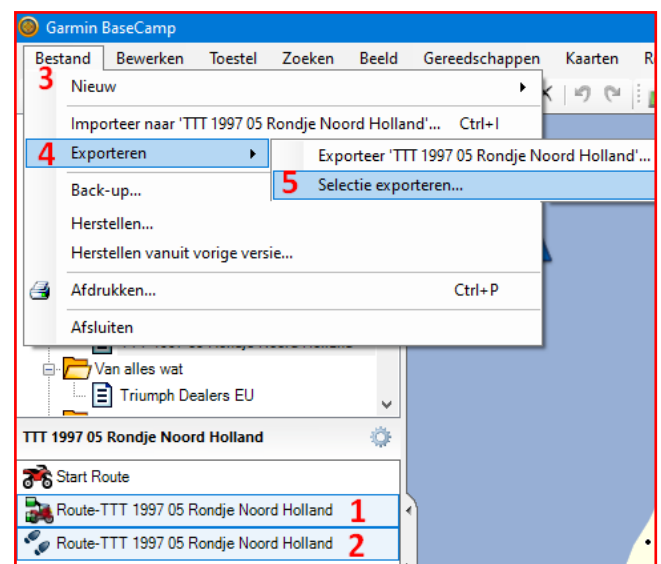 Garmin BaseCamp
Bestand Bewerken Toestel Zoeken Beeld Gereedschappen Kaarten R
3 Nieuw
Importeer naar 'TTT 1997 05 Rondje Noord Holland'... Ctrl+I
4 Exporteren Exporteer 'TTT 1997 05 Rondje Noord Holland'...
Back-up... 5 Selectie exporteren...
Herstellen...
Herstellen vanuit vorige versie...
Afdrukken... Ctrl+P
Afsluiten
Van alles wat
Triumph Dealers EU
TTT 1997 05 Rondje Noord Holland
Start Route
Route-TTT 1997 05 Rondje Noord Holland 1
Route-TTT 1997 05 Rondje Noord Holland 2